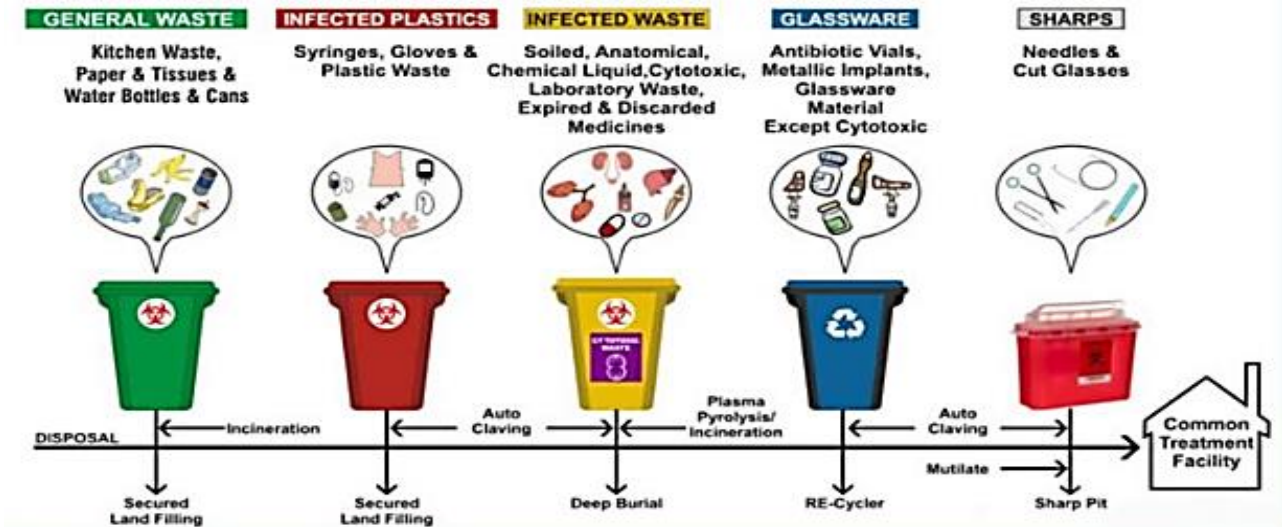 GENERAL WASTE
Kitchen Waste,
Paper & Tissues &
Water Bottles & Cans
INFECTED PLASTICS
Syringes, Gloves &
Plastic Waste
INFECTED WASTE
Soiled, Anatomical,
Chemical Liquid,Cytotoxic,
Laboratory Waste,
Expired & Discarded
Medicines
GLASSWARE
Antibiotic Vials,
Metallic Implants,
Glassware
Material
Except Cytotoxic
SHARPS
Needles &
Cut Glasses
CYTOTOXIC
WASTE
DISPOSAL
Incineration
Auto
Claving
Plasma
Pyrolysis/
Incineration
Auto
Claving
Mutilate
Common
Treatment
Facility
Secured
Land Filling
Secured
Land Filling
Deep Burial
RE-Cycler
Sharp Pit